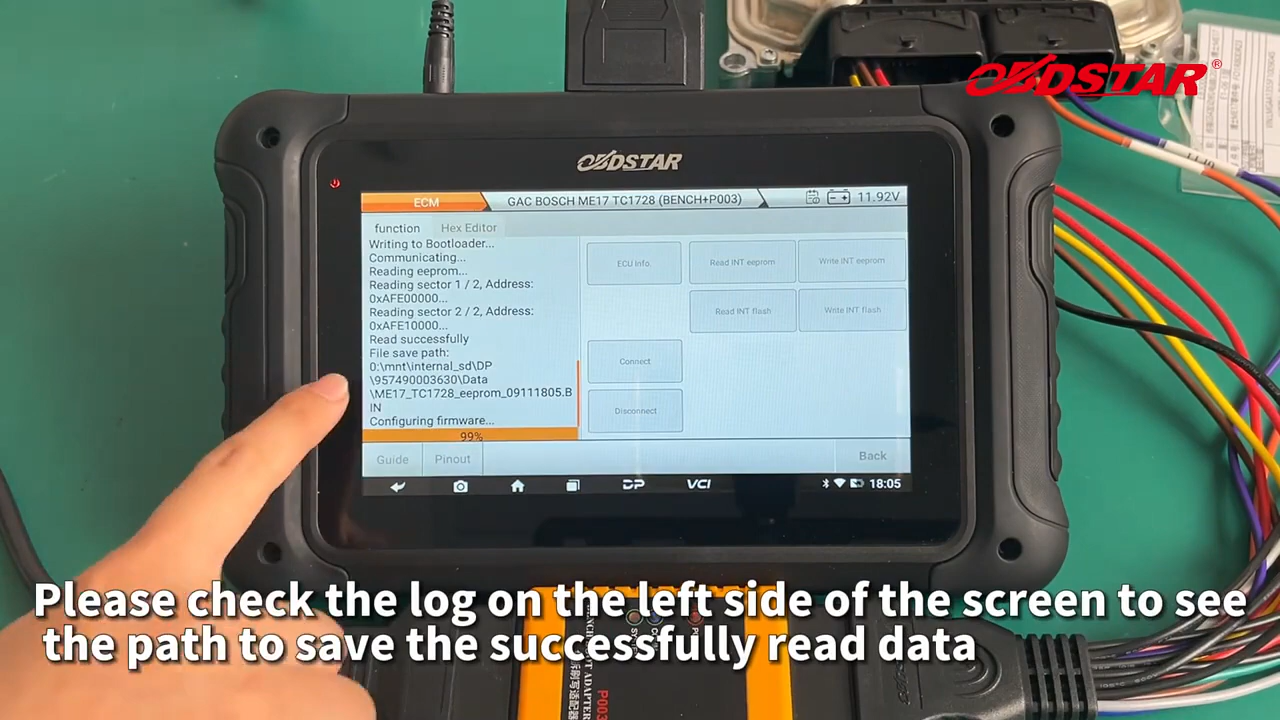 OBDSTAR®
OBDSTAR
ECM
GAC BOSCH ME17 TC1728 (BENCH+P003)
11.92V
function
Hex Editor
Writing to Bootloader...
Communicating...
Reading eeprom...
Reading sector 1 / 2, Address:
0xAFE00000...
Reading sector 2 / 2, Address:
0xAFE10000...
Read successfully
File save path:
0:\mnt\internal_sd\DP
\957490003630\Data
\ME17_TC1728_eeprom_09111805.B
IN
Configuring firmware...
99%
ECU Info.
Read INT eeprom
Write INT eeprom
Read INT flash
Write INT flash
Connect
Disconnect
Guide
Pinout
Back
DP
VCI
18:05
Please check the log on the left side of the screen to see
the path to save the successfully read data
P003